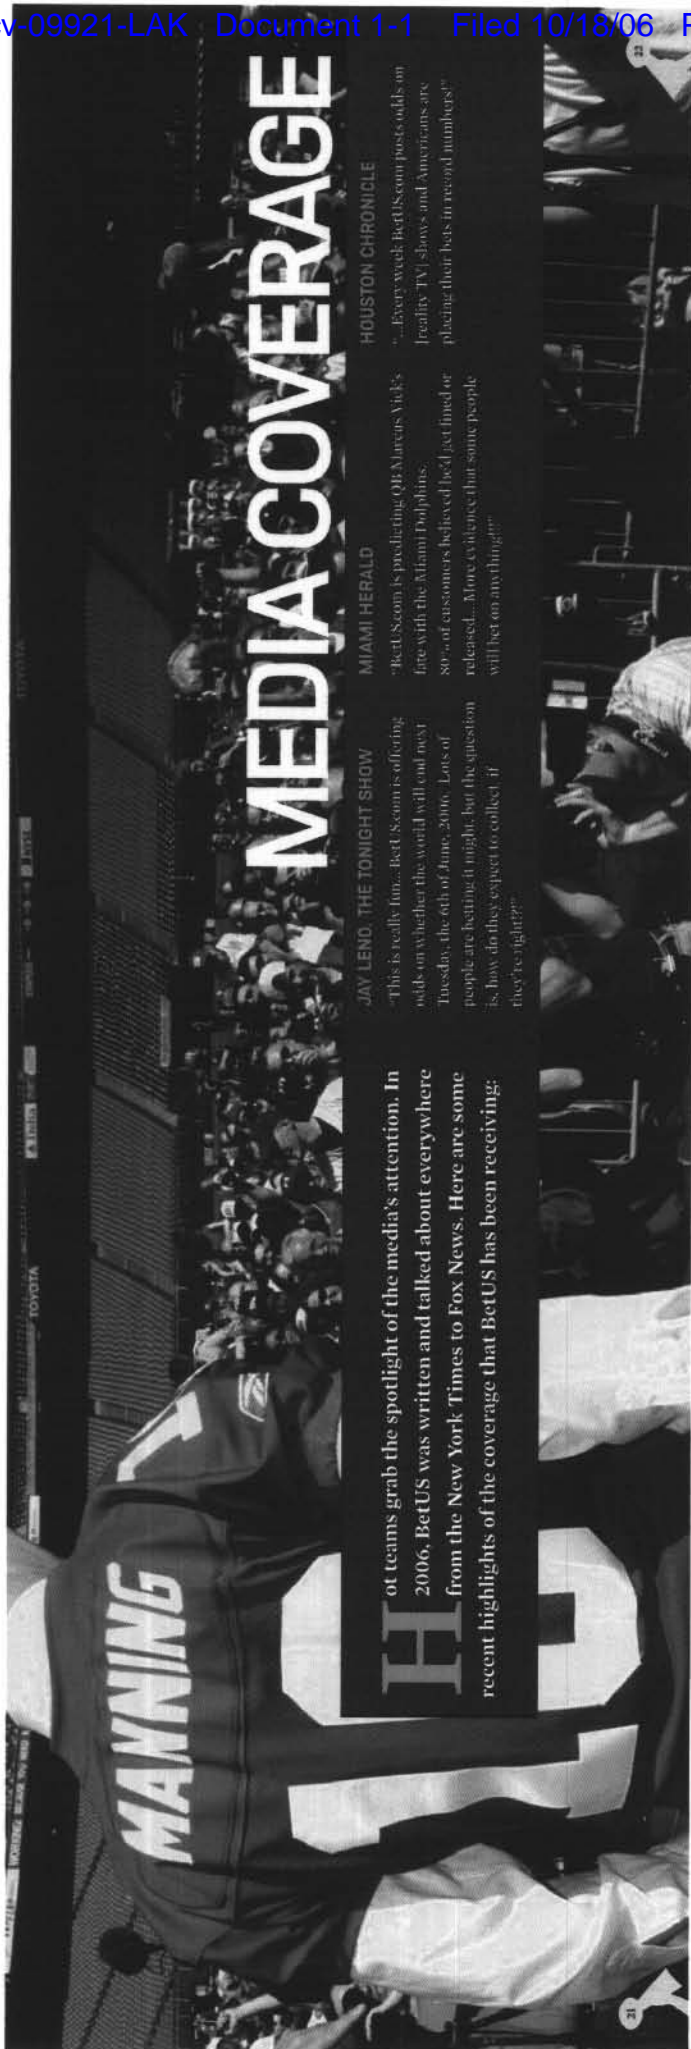 v-09921-LAK Document 1-1 Filed 10/18/06
MEDIA COVERAGE
Hot teams grab the spotlight of the media's attention. In
2006, BetUS was written and talked about everywhere
from the New York Times to Fox News. Here are some
recent highlights of the coverage that BetUS has been receiving:
JAY LENO, THE TONIGHT SHOW
"This is really fun... BetUS.com is offering
odds on whether the world will end next
Tuesday, the 6th of June, 2006. Lots of
people are betting it might, but the question
is, how do they expect to collect if
they're right??"
MIAMI HERALD
"BetUS.com is predicting QB Marcus Vick's
fate with the Miami Dolphins.
80% of customers believed he'd get fined or
released... More evidence that some people
will bet on anything!!!"
HOUSTON CHRONICLE
"...Every week BetUS.com posts odds on
[reality TV] shows and Americans are
placing their bets in record numbers!"
MANNING
10
1
TOYOTA
TOYOTA
21
22